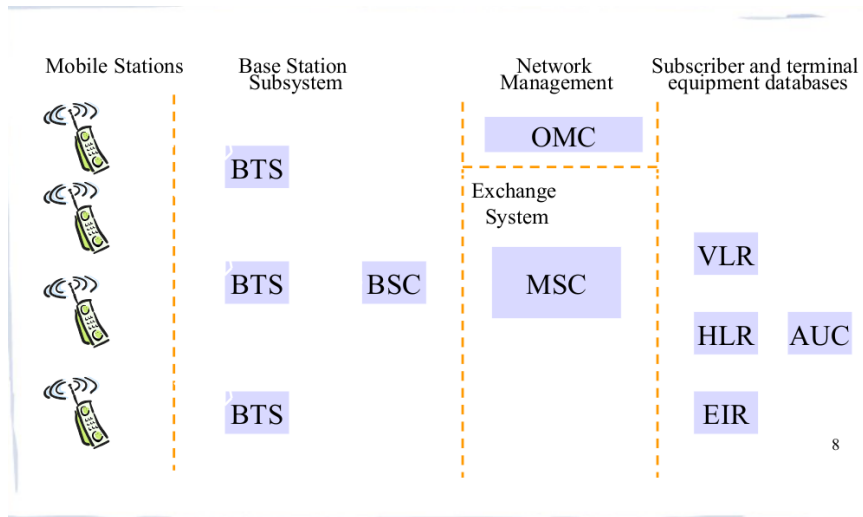 Mobile Stations
Base Station
Subsystem
Network
Management
Subscriber and terminal
equipment databases
OMC
BTS
Exchange
System
VLR
BTS
BSC
MSC
HLR
AUC
BTS
EIR
8